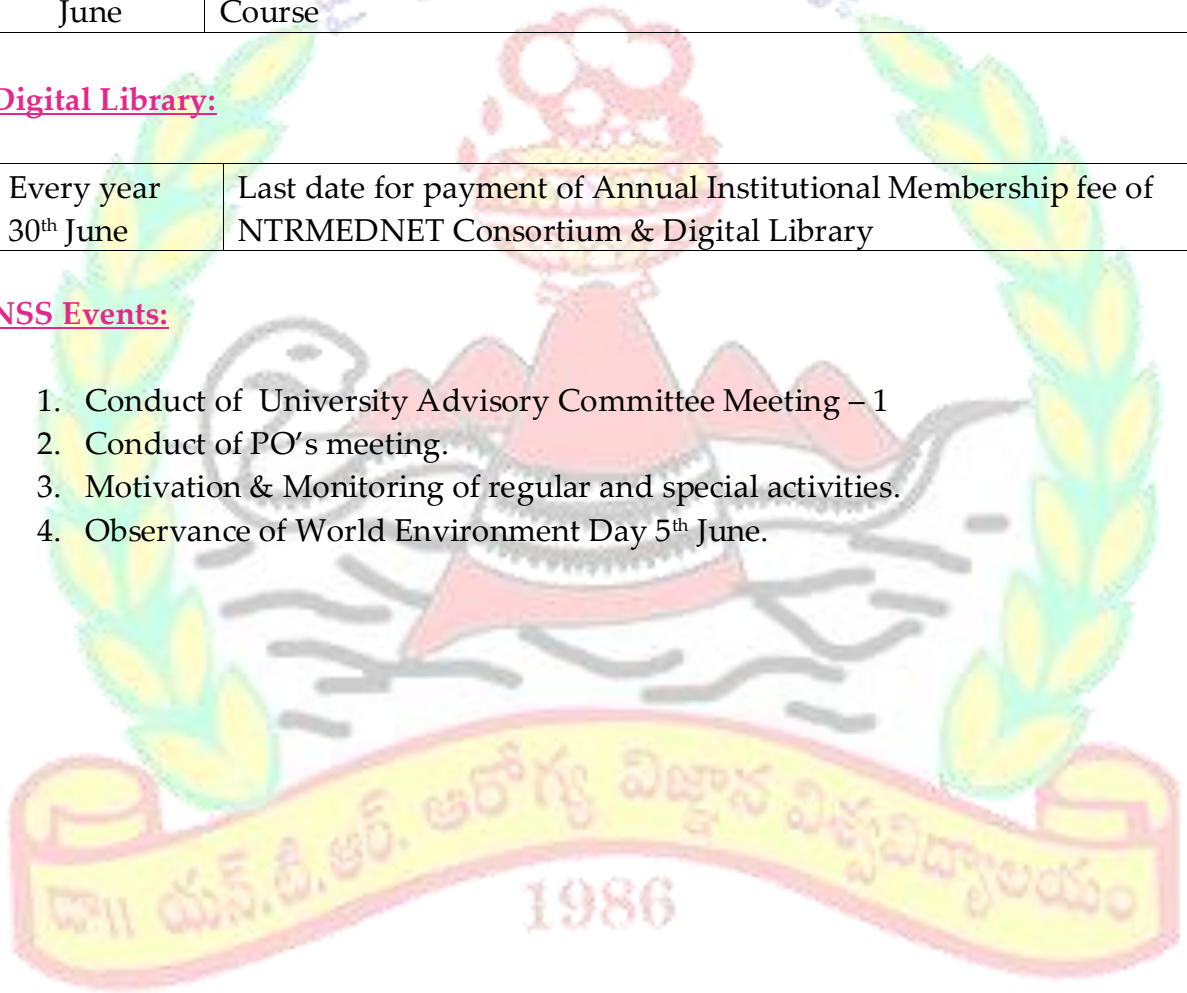 June Course
Digital Library:
Every year Last date for payment of Annual Institutional Membership fee of
30th June NTRMEDNET Consortium & Digital Library
NSS Events:
1. Conduct of University Advisory Committee Meeting – 1
2. Conduct of PO’s meeting.
3. Motivation & Monitoring of regular and special activities.
4. Observance of World Environment Day 5th June.
డా|| యన్.టి.ఆర్. ఆరోగ్య విజ్ఞాన విశ్వవిద్యాలయం
1986